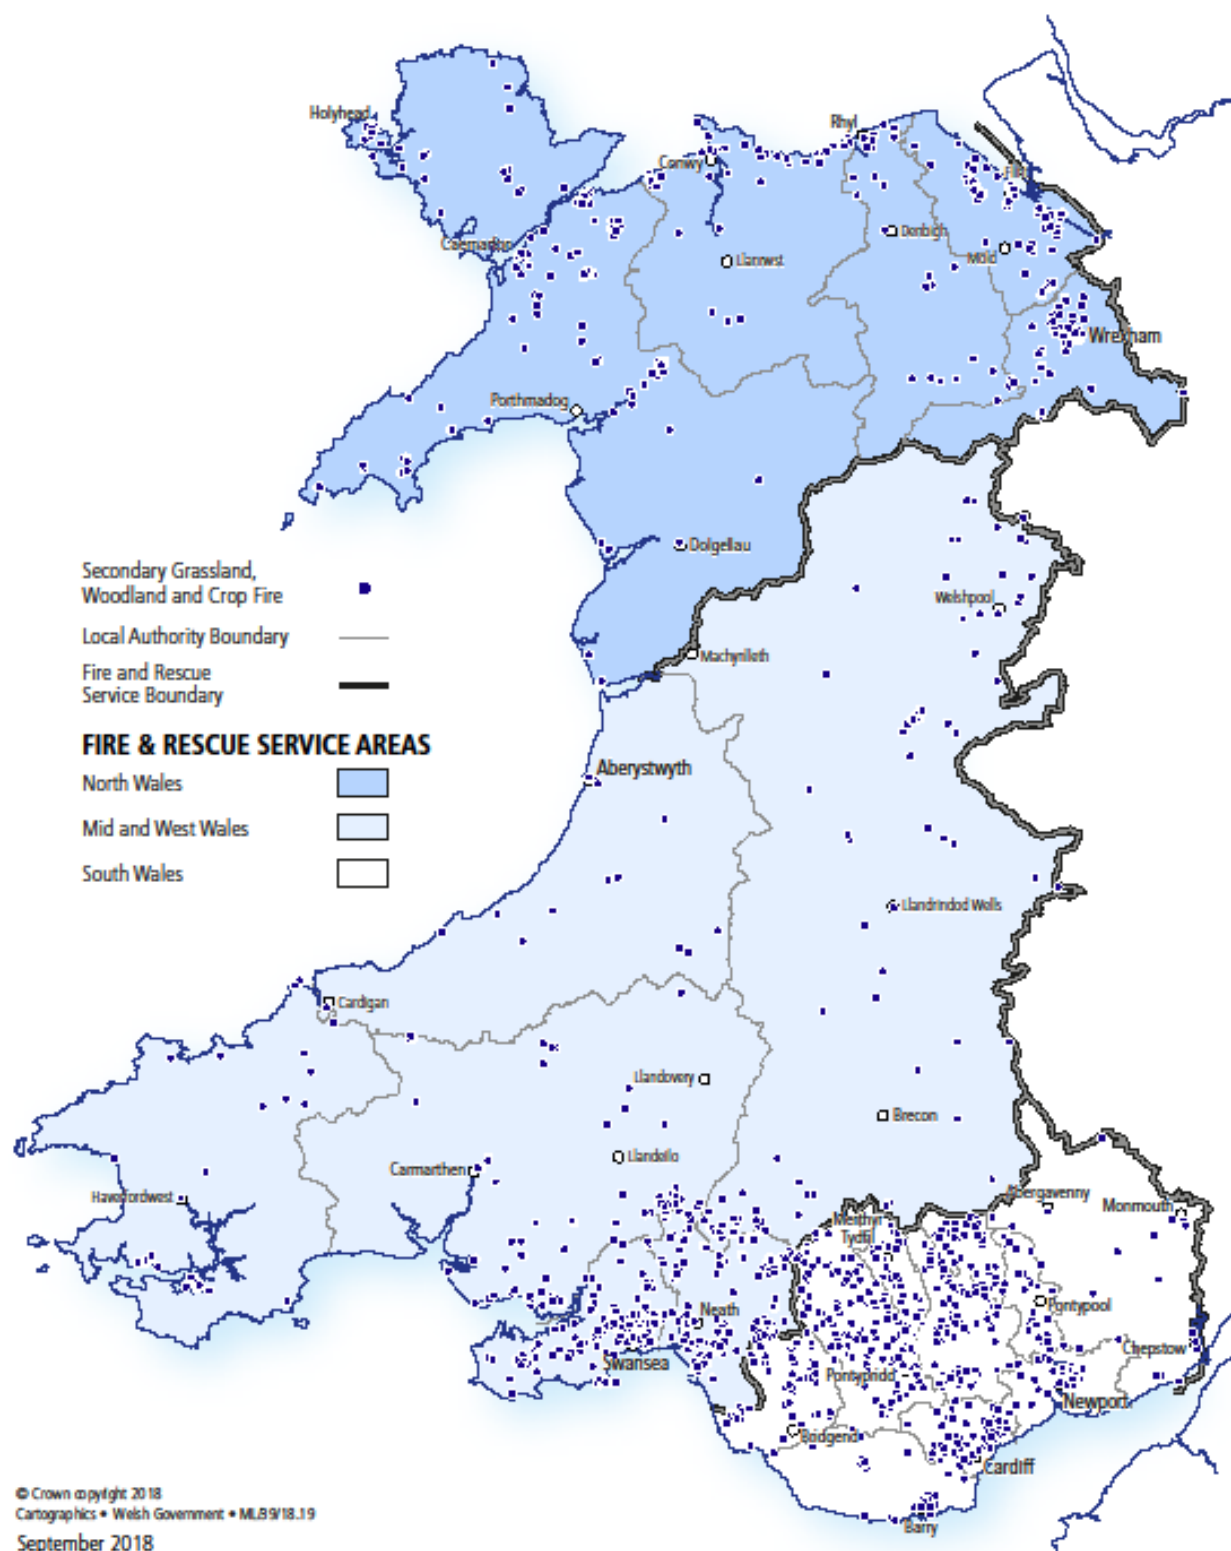 Holyhead
Rhyl
Conwy
Flint
Caernarfon
Denbigh
Llanrwst
Mold
Wrexham
Porthmadog
Dolgellau
Secondary Grassland,
Woodland and Crop Fire
Welshpool
Local Authority Boundary
Machynlleth
Fire and Rescue
Service Boundary
FIRE & RESCUE SERVICE AREAS
Aberystwyth
North Wales
Mid and West Wales
South Wales
Llandrindod Wells
Cardigan
Llandovery
Brecon
Llandeilo
Carmarthen
Haverfordwest
Abergavenny
Monmouth
Merthyr
Tydfil
Neath
Pontypool
Chepstow
Swansea
Pontypridd
Newport
Bridgend
Cardiff
Barry
© Crown copyright 2018
Cartographics • Welsh Government • ML/39/18.19
September 2018